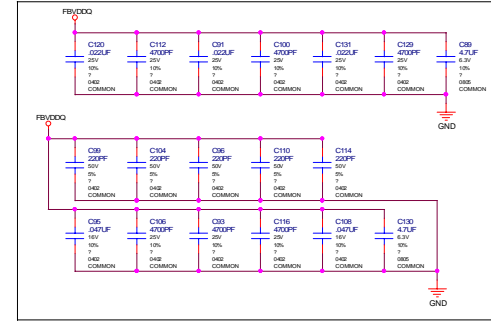 FBVDDQ
C120 C112 C91 C100 C131 C129 C89
.022UF 4700PF .022UF 4700PF .022UF 4700PF 4.7UF
25V 25V 25V 25V 25V 25V 6.3V
10% 10% 10% 10% 10% 10% 10%
? ? ? ? ? ? ?
0402 0402 0402 0402 0402 0402 0805
COMMON COMMON COMMON COMMON COMMON COMMON COMMON
GND
FBVDDQ
C99 C104 C96 C110 C114
220PF 220PF 220PF 220PF 220PF
50V 50V 50V 50V 50V
5% 5% 5% 5% 5%
? ? ? ? ?
0402 0402 0402 0402 0402
COMMON COMMON COMMON COMMON COMMON
C95 C106 C93 C116 C108 C130
.047UF 4700PF 4700PF 4700PF .047UF 4.7UF
16V 25V 25V 25V 16V 6.3V
10% 10% 10% 10% 10% 10%
? ? ? ? ? ?
0402 0402 0402 0402 0402 0805
COMMON COMMON COMMON COMMON COMMON COMMON
GND